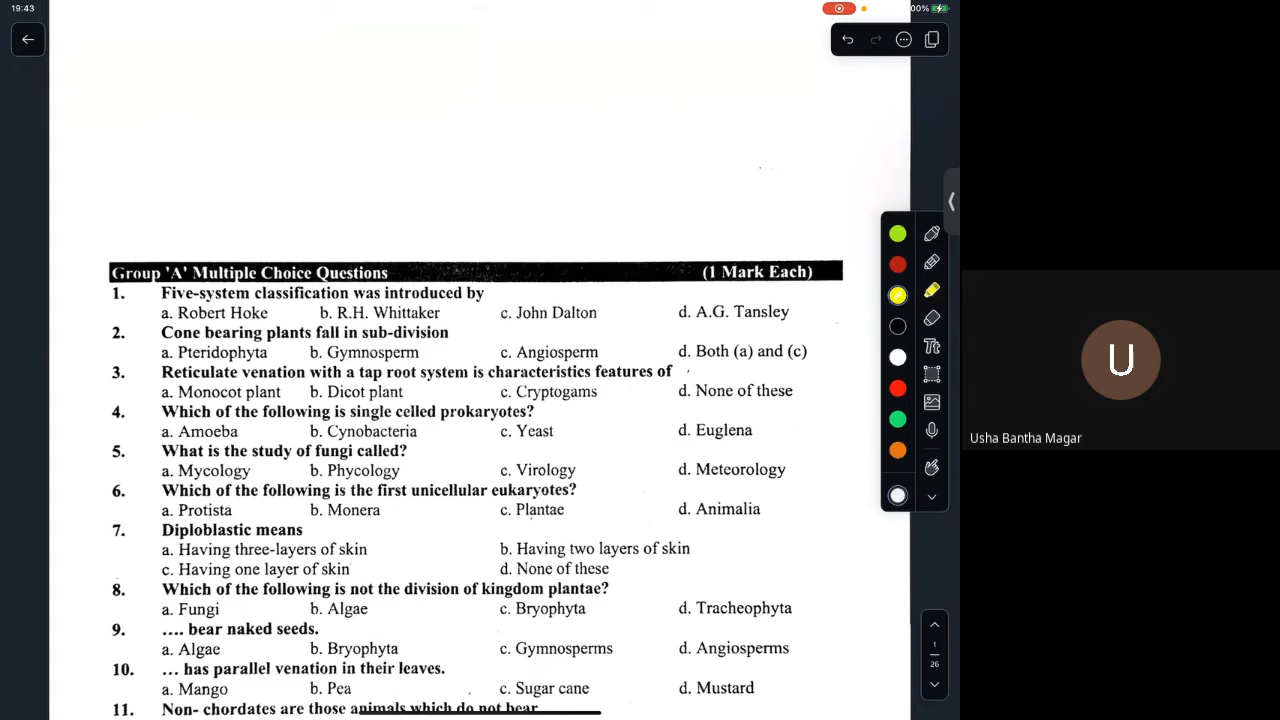 19:43
00%
Group 'A' Multiple Choice Questions (1 Mark Each)
1. Five-system classification was introduced by
a. Robert Hoke b. R.H. Whittaker c. John Dalton d. A.G. Tansley
2. Cone bearing plants fall in sub-division
a. Pteridophyta b. Gymnosperm c. Angiosperm d. Both (a) and (c)
3. Reticulate venation with a tap root system is characteristics features of
a. Monocot plant b. Dicot plant c. Cryptogams d. None of these
4. Which of the following is single celled prokaryotes?
a. Amoeba b. Cynobacteria c. Yeast d. Euglena
5. What is the study of fungi called?
a. Mycology b. Phycology c. Virology d. Meteorology
6. Which of the following is the first unicellular eukaryotes?
a. Protista b. Monera c. Plantae d. Animalia
7. Diploblastic means
a. Having three-layers of skin b. Having two layers of skin
c. Having one layer of skin d. None of these
8. Which of the following is not the division of kingdom plantae?
a. Fungi b. Algae c. Bryophyta d. Tracheophyta
9. .... bear naked seeds.
a. Algae b. Bryophyta c. Gymnosperms d. Angiosperms
10. ... has parallel venation in their leaves.
a. Mango b. Pea c. Sugar cane d. Mustard
11. Non- chordates are those animals which do not bear
Tt
1
26
U
Usha Bantha Magar